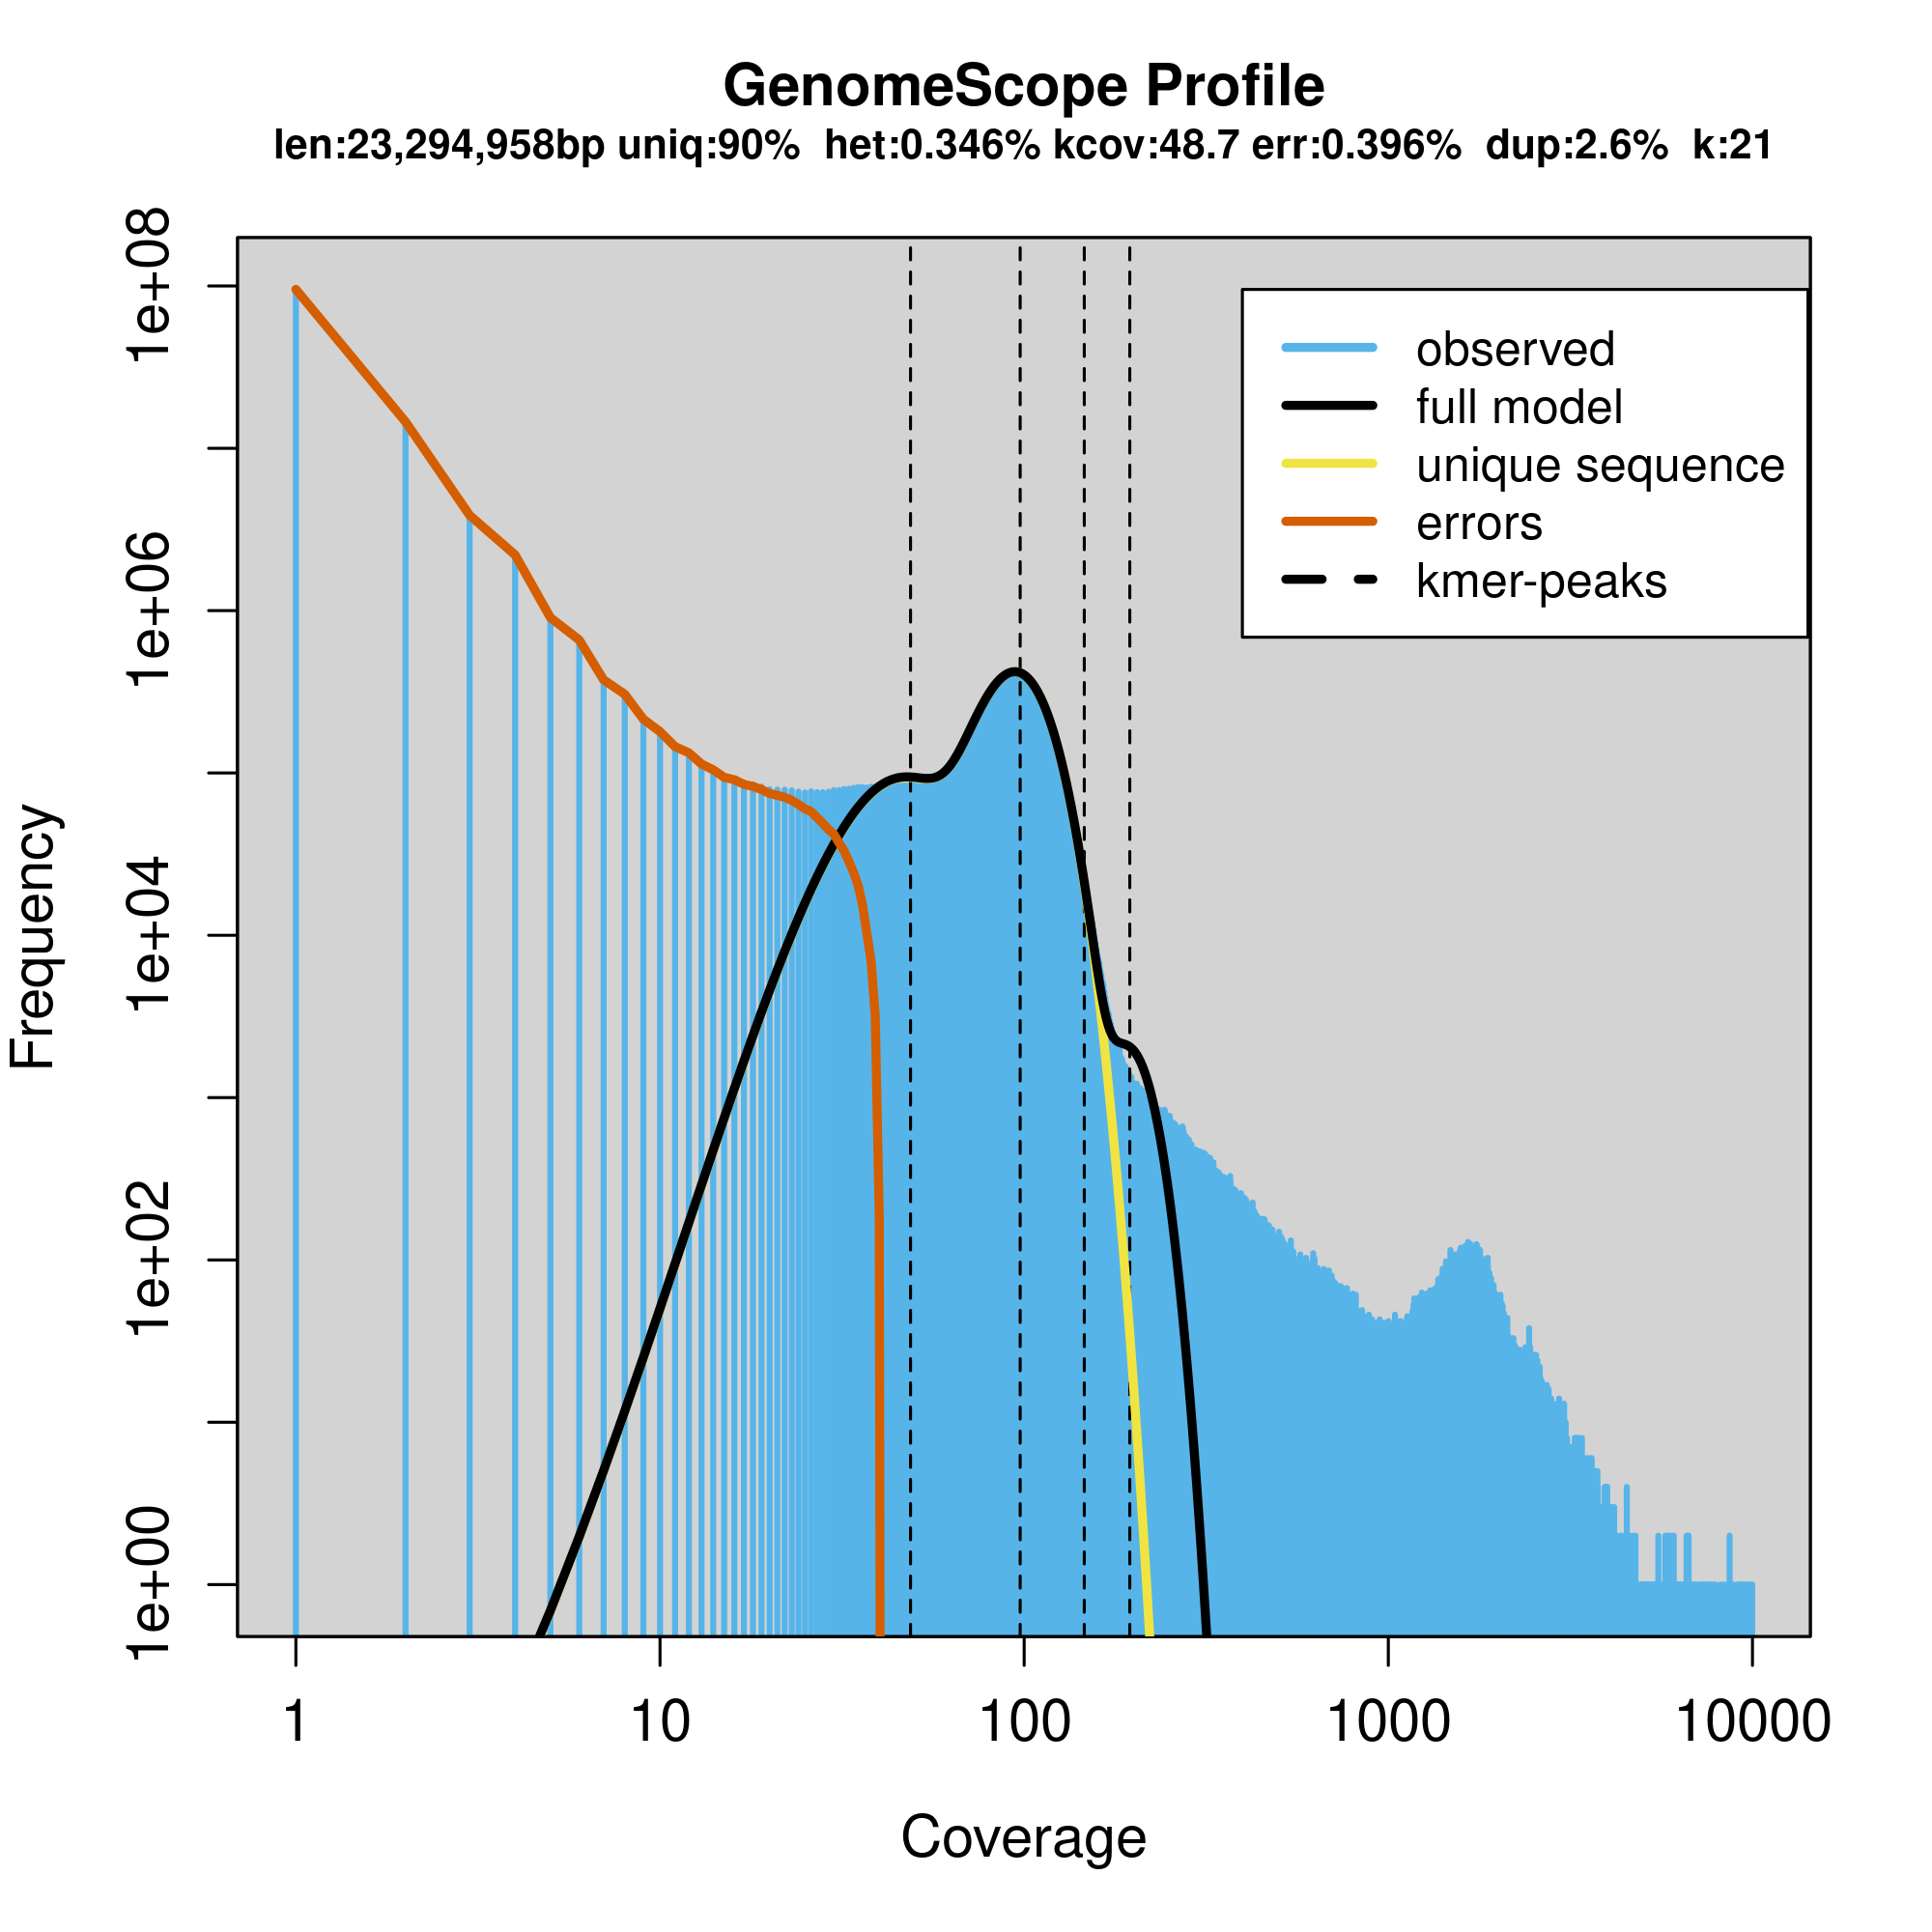 GenomeScope Profile
len:23,294,958bp uniq:90% het:0.346% kcov:48.7 err:0.396% dup:2.6% k:21
1e+08
1e+06
1e+04
1e+02
1e+00
Frequency
observed
full model
unique sequence
errors
kmer-peaks
1 10 100 1000 10000
Coverage